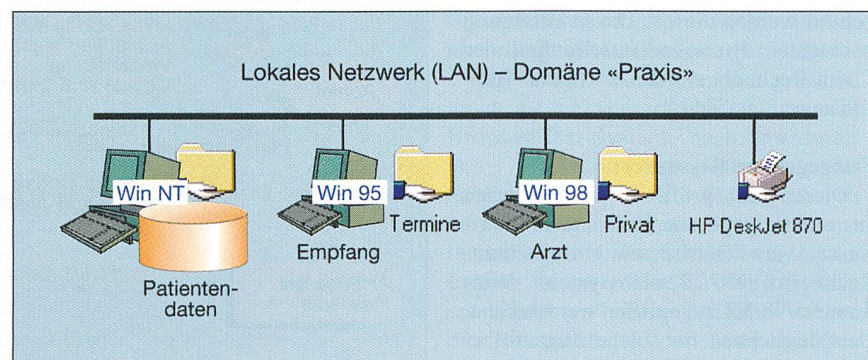 Lokales Netzwerk (LAN) – Domäne «Praxis»
Win NT
Win 95
Win 98
Termine
Privat
HP DeskJet 870
Empfang
Arzt
Patienten-
daten